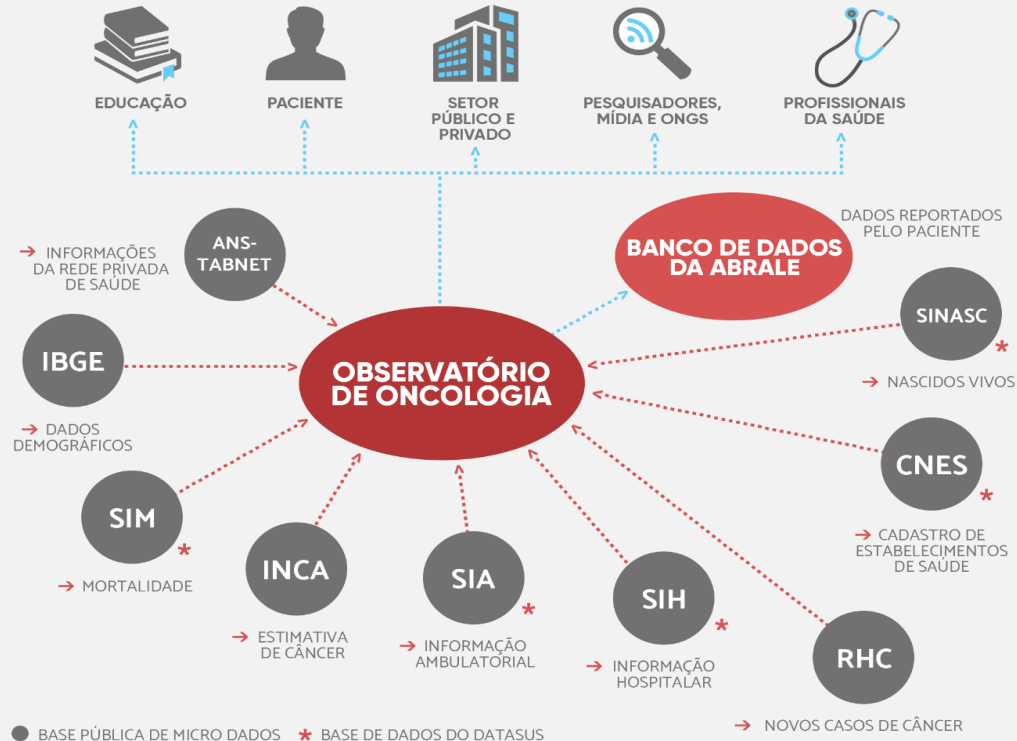 EDUCAÇÃO
PACIENTE
SETOR
PÚBLICO E
PRIVADO
PESQUISADORES,
MÍDIA E ONGS
PROFISSIONAIS
DA SAÚDE
ANS-
TABNET
→ INFORMAÇÕES
DA REDE PRIVADA
DE SAÚDE
BANCO DE DADOS
DA ABRALE
DADOS REPORTADOS
PELO PACIENTE
SINASC
*
→ NASCIDOS VIVOS
IBGE
→ DADOS
DEMOGRÁFICOS
OBSERVATÓRIO
DE ONCOLOGIA
CNES
*
→ CADASTRO DE
ESTABELECIMENTOS
DE SAÚDE
SIM
*
→ MORTALIDADE
INCA
→ ESTIMATIVA
DE CÂNCER
SIA
*
→ INFORMAÇÃO
AMBULATORIAL
SIH
*
→ INFORMAÇÃO
HOSPITALAR
RHC
→ NOVOS CASOS DE CÂNCER
BASE PÚBLICA DE MICRO DADOS
* BASE DE DADOS DO DATASUS